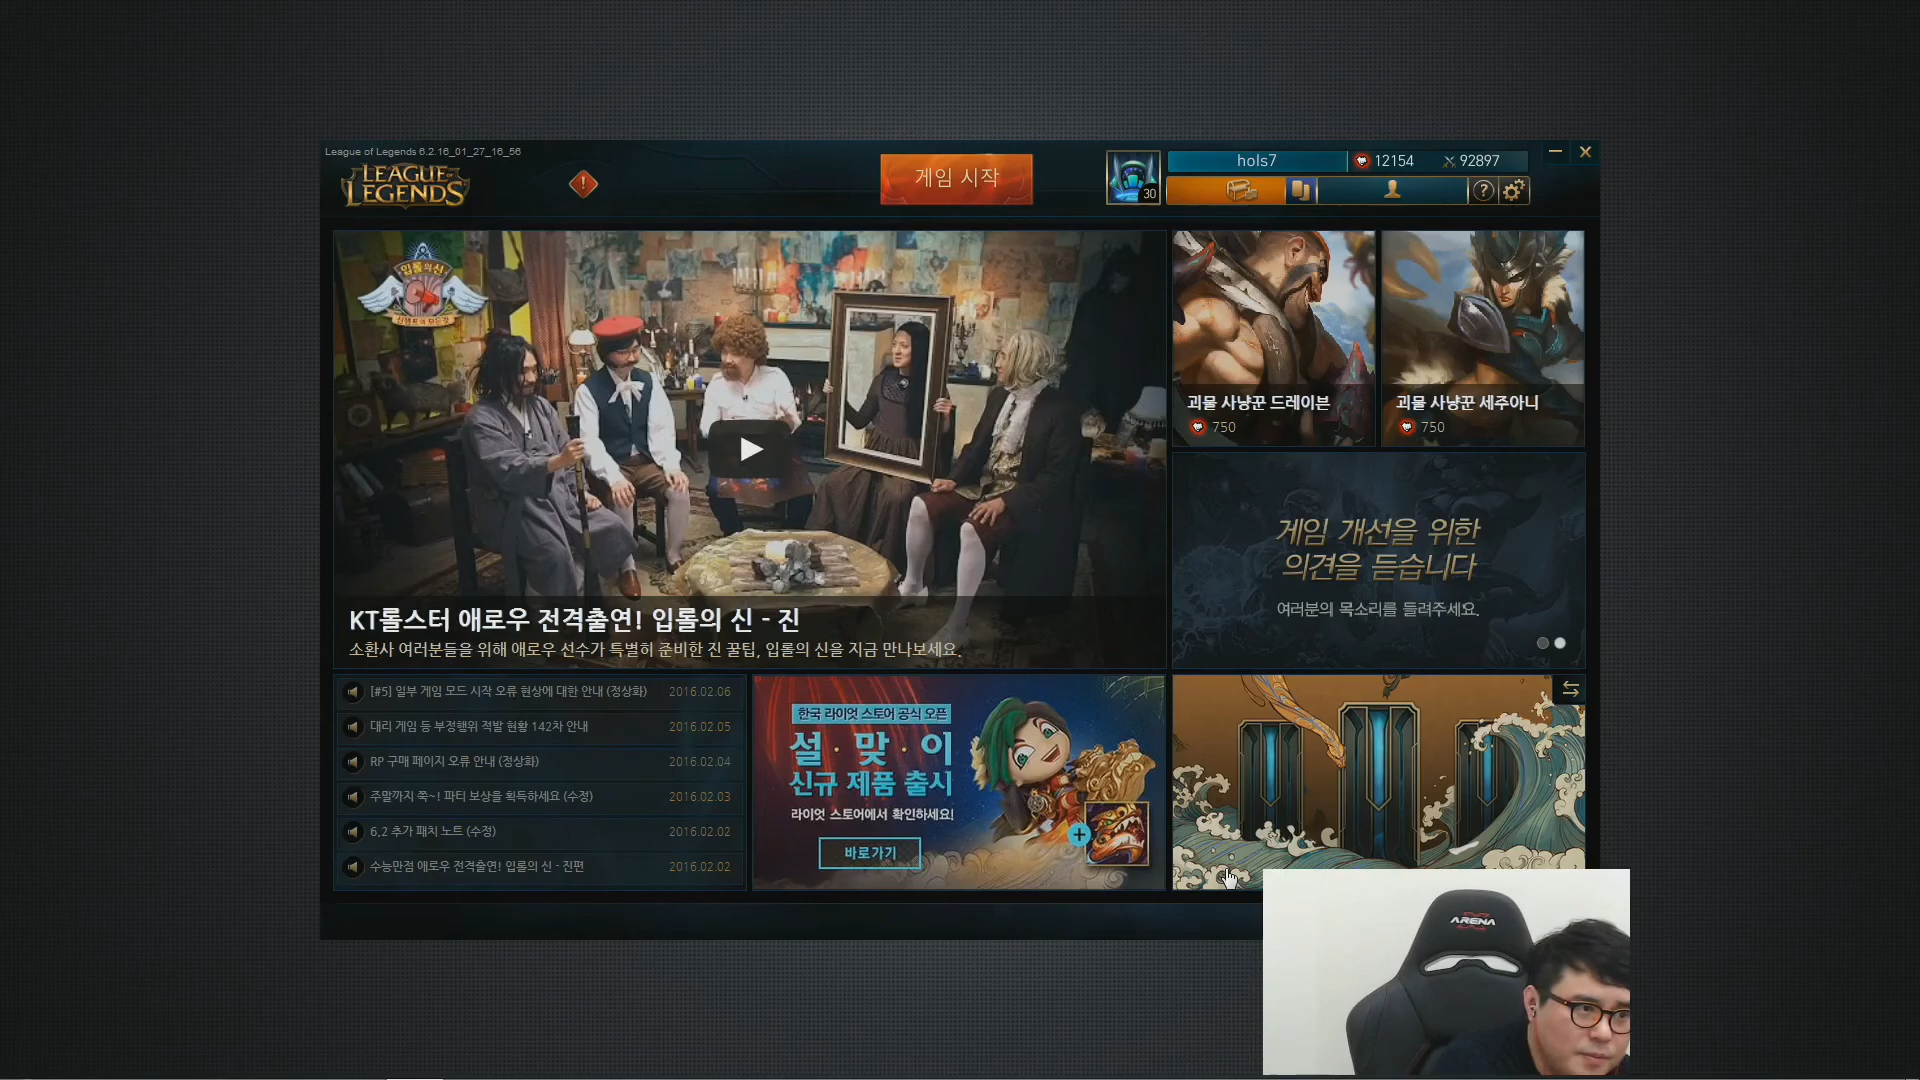 League of Legends 6.2.16_01_27_16_56
LEAGUE OF
LEGENDS
게임 시작
30
hols7
12154
92897
입롤의신
괴물 사냥꾼 드레이븐
750
괴물 사냥꾼 세주아니
750
게임 개선을 위한
의견을 듣습니다
여러분의 목소리를 들려주세요.
KT롤스터 애로우 전격출연! 입롤의 신 - 진
소환사 여러분들을 위해 애로우 선수가 특별히 준비한 진 꿀팁, 입롤의 신을 지금 만나보세요.
[#5] 일부 게임 모드 시작 오류 현상에 대한 안내 (정상화) 2016.02.06
대리 게임 등 부정행위 적발 현황 142차 안내 2016.02.05
RP 구매 페이지 오류 안내 (정상화) 2016.02.04
주말까지 쭉~! 파티 보상을 획득하세요 (수정) 2016.02.03
6.2 추가 패치 노트 (수정) 2016.02.02
수능만점 애로우 전격출연! 입롤의 신 - 진편 2016.02.02
한국 라이엇 스토어 공식 오픈
설·맞·이
신규 제품 출시
라이엇 스토어에서 확인하세요!
바로가기
ARENA